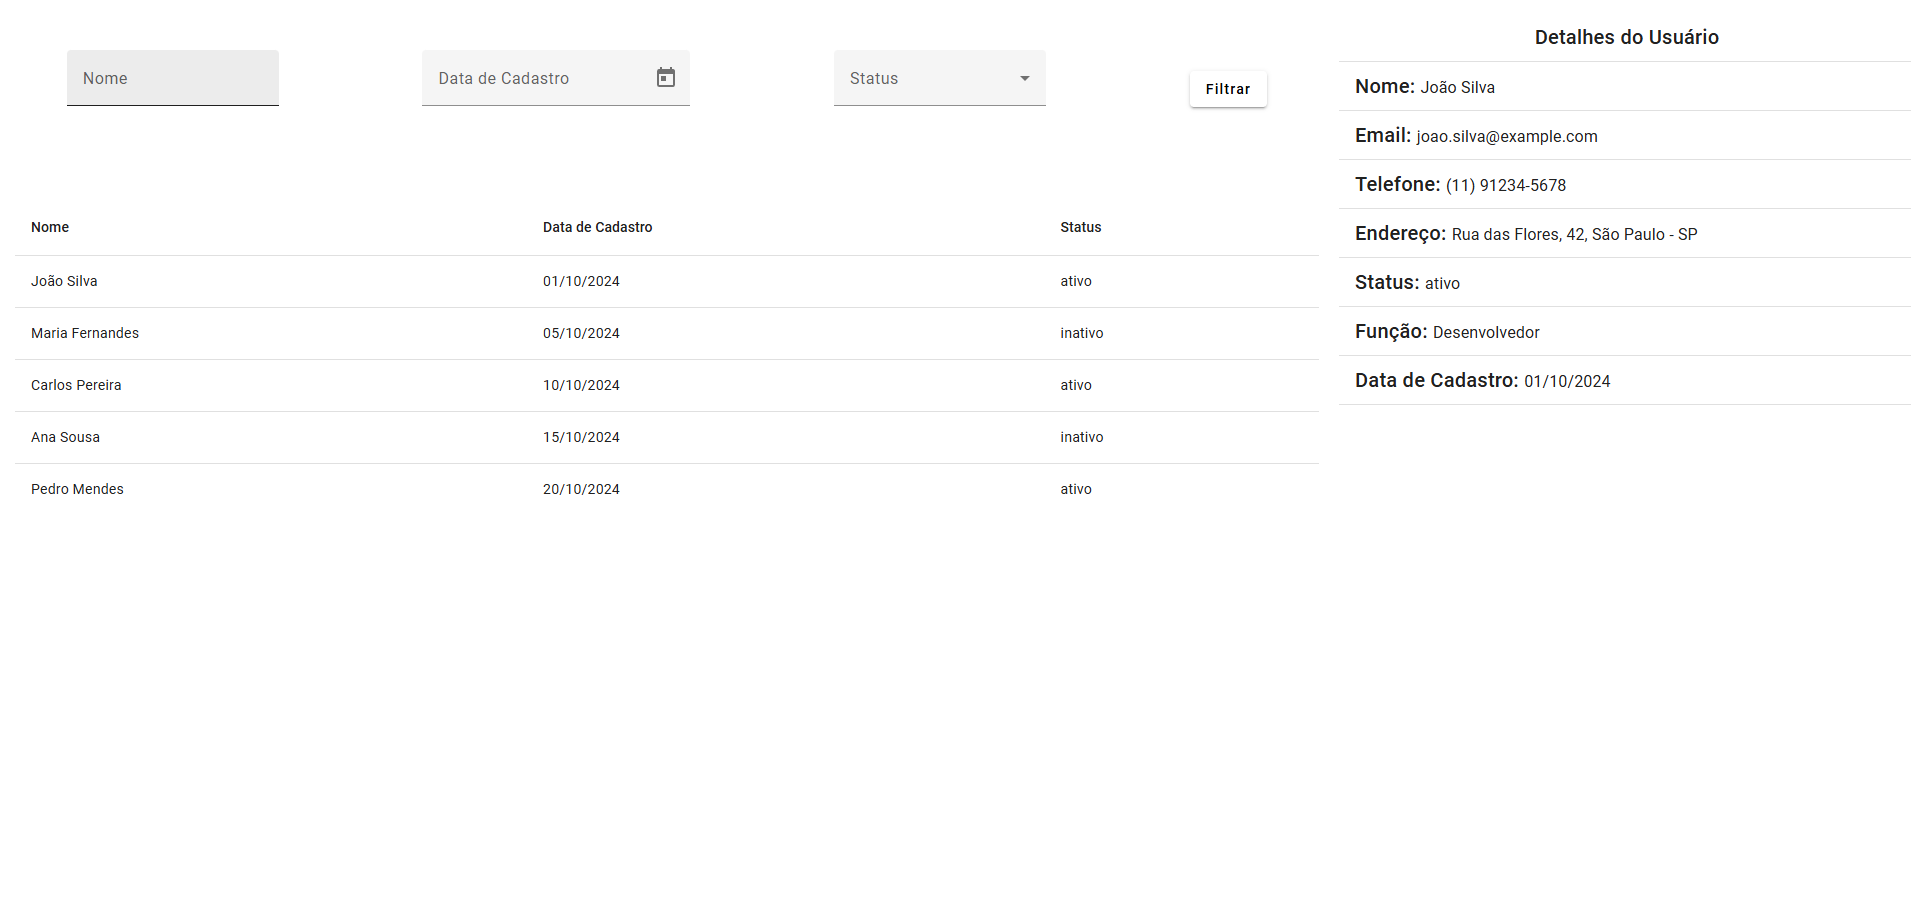 Nome
Data de Cadastro
Status
Filtrar
Nome Data de Cadastro Status
João Silva 01/10/2024 ativo
Maria Fernandes 05/10/2024 inativo
Carlos Pereira 10/10/2024 ativo
Ana Sousa 15/10/2024 inativo
Pedro Mendes 20/10/2024 ativo
Detalhes do Usuário
Nome: João Silva
Email: joao.silva@example.com
Telefone: (11) 91234-5678
Endereço: Rua das Flores, 42, São Paulo - SP
Status: ativo
Função: Desenvolvedor
Data de Cadastro: 01/10/2024